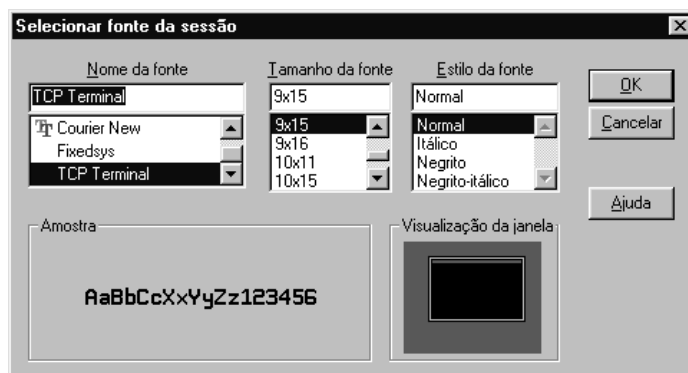 Selecionar fonte da sessão
Nome da fonte
TCP Terminal
Courier New
Fixedsys
TCP Terminal
Tamanho da fonte
9x15
9x15
9x16
10x11
10x15
Estilo da fonte
Normal
Normal
Itálico
Negrito
Negrito-itálico
OK
Cancelar
Ajuda
Amostra
AaBbCcXxYyZz123456
Visualização da janela